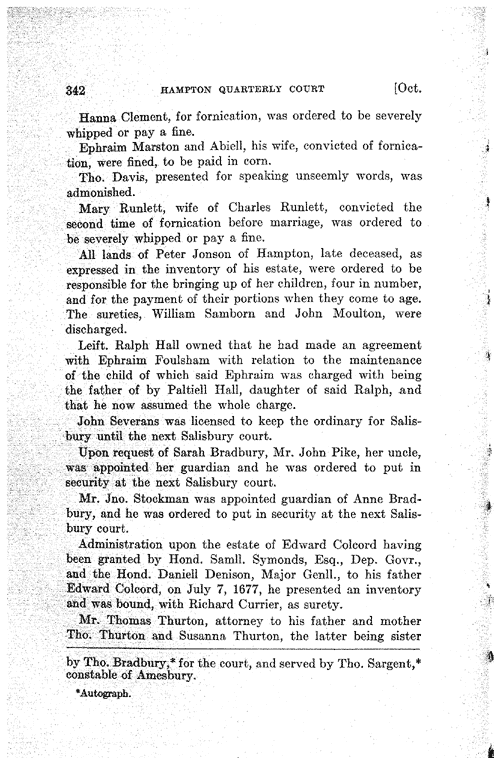 342 HAMPTON QUARTERLY COURT [Oct.
Hanna Clement, for fornication, was ordered to be severely
whipped or pay a fine.
Ephraim Marston and Abiell, his wife, convicted of fornica-
tion, were fined, to be paid in corn.
Tho. Davis, presented for speaking unseemly words, was
admonished.
Mary Runlett, wife of Charles Runlett, convicted the
second time of fornication before marriage, was ordered to
be severely whipped or pay a fine.
All lands of Peter Jonson of Hampton, late deceased, as
expressed in the inventory of his estate, were ordered to be
responsible for the bringing up of her children, four in number,
and for the payment of their portions when they come to age.
The sureties, William Samborn and John Moulton, were
discharged.
Leift. Ralph Hall owned that he had made an agreement
with Ephraim Foulsham with relation to the maintenance
of the child of which said Ephraim was charged with being
the father of by Paltiell Hall, daughter of said Ralph, and
that he now assumed the whole charge.
John Severans was licensed to keep the ordinary for Salis-
bury until the next Salisbury court.
Upon request of Sarah Bradbury, Mr. John Pike, her uncle,
was appointed her guardian and he was ordered to put in
security at the next Salisbury court.
Mr. Jno. Stockman was appointed guardian of Anne Brad-
bury, and he was ordered to put in security at the next Salis-
bury court.
Administration upon the estate of Edward Colcord having
been granted by Hond. Samll. Symonds, Esq., Dep. Govr.,
and the Hond. Daniell Denison, Major Genll., to his father
Edward Colcord, on July 7, 1677, he presented an inventory
and was bound, with Richard Currier, as surety.
Mr. Thomas Thurton, attorney to his father and mother
Tho. Thurton and Susanna Thurton, the latter being sister
by Tho. Bradbury,* for the court, and served by Tho. Sargent,*
constable of Amesbury.
*Autograph.